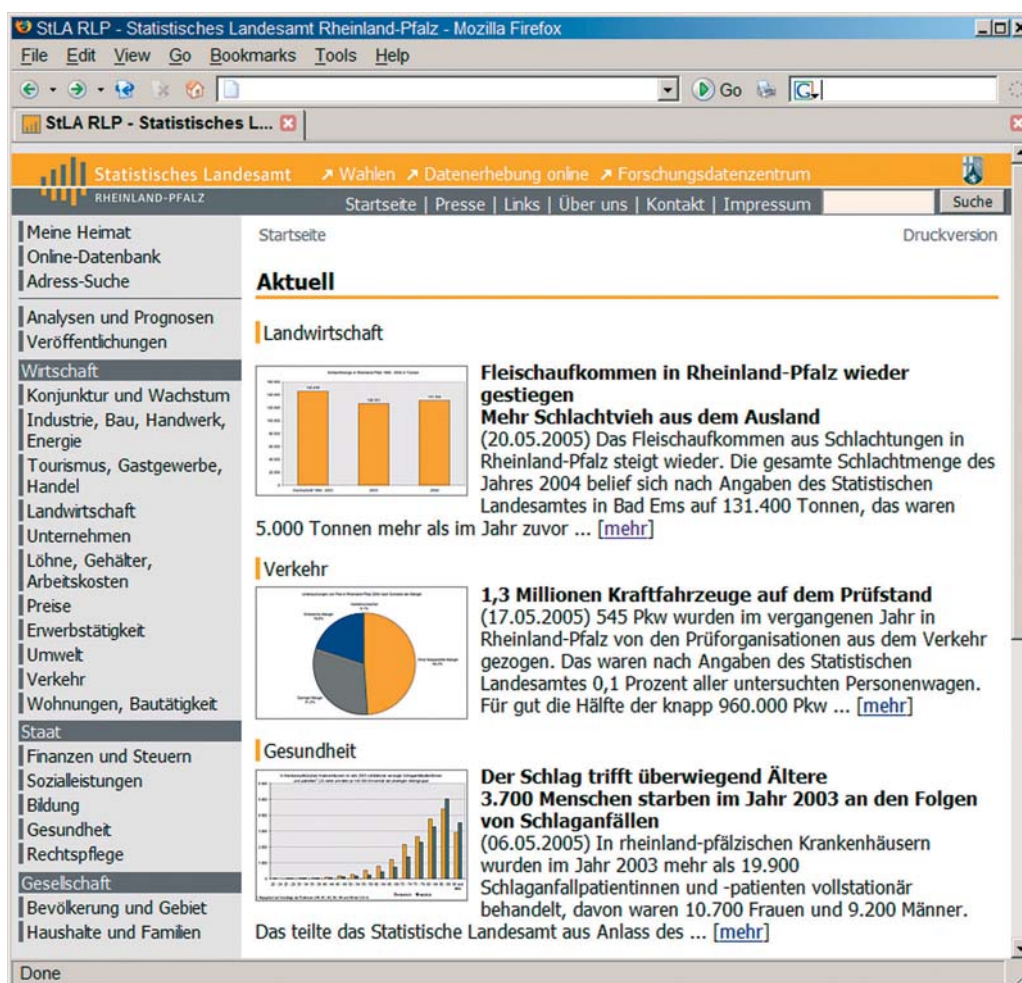 StLA RLP - Statistisches Landesamt Rheinland-Pfalz - Mozilla Firefox
File Edit View Go Bookmarks Tools Help
Go
StLA RLP - Statistisches L...
Statistisches Landesamt
RHEINLAND-PFALZ
Wahlen Datenerhebung online Forschungsdatenzentrum
Startseite | Presse | Links | Über uns | Kontakt | Impressum
Suche
Meine Heimat
Online-Datenbank
Adress-Suche
Analysen und Prognosen
Veröffentlichungen
Wirtschaft
Konjunktur und Wachstum
Industrie, Bau, Handwerk,
Energie
Tourismus, Gastgewerbe,
Handel
Landwirtschaft
Unternehmen
Löhne, Gehälter,
Arbeitskosten
Preise
Erwerbstätigkeit
Umwelt
Verkehr
Wohnungen, Bautätigkeit
Staat
Finanzen und Steuern
Sozialleistungen
Bildung
Gesundheit
Rechtspflege
Gesellschaft
Bevölkerung und Gebiet
Haushalte und Familien
Startseite
Druckversion
Aktuell
Landwirtschaft
Fleischaufkommen in Rheinland-Pfalz wieder
gestiegen
Mehr Schlachtvieh aus dem Ausland
(20.05.2005) Das Fleischaufkommen aus Schlachtungen in
Rheinland-Pfalz steigt wieder. Die gesamte Schlachtmenge des
Jahres 2004 belief sich nach Angaben des Statistischen
Landesamtes in Bad Ems auf 131.400 Tonnen, das waren
5.000 Tonnen mehr als im Jahr zuvor ... [mehr]
Verkehr
1,3 Millionen Kraftfahrzeuge auf dem Prüfstand
(17.05.2005) 545 Pkw wurden im vergangenen Jahr in
Rheinland-Pfalz von den Prüforganisationen aus dem Verkehr
gezogen. Das waren nach Angaben des Statistischen
Landesamtes 0,1 Prozent aller untersuchten Personenwagen.
Für gut die Hälfte der knapp 960.000 Pkw ... [mehr]
Gesundheit
Der Schlag trifft überwiegend Ältere
3.700 Menschen starben im Jahr 2003 an den Folgen
von Schlaganfällen
(06.05.2005) In rheinland-pfälzischen Krankenhäusern
wurden im Jahr 2003 mehr als 19.900
Schlaganfallpatientinnen und -patienten vollstationär
behandelt, davon waren 10.700 Frauen und 9.200 Männer.
Das teilte das Statistische Landesamt aus Anlass des ... [mehr]
Done